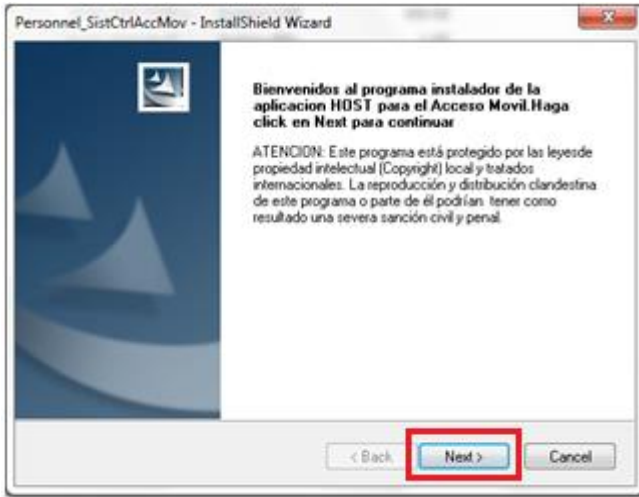 Personnel_SistCtrlAccMov - InstallShield Wizard
Bienvenidos al programa instalador de la
aplicacion HOST para el Acceso Movil.Haga
click en Next para continuar
ATENCION: Este programa está protegido por las leyesde
propiedad intelectual (Copyright) local y tratados
internacionales. La reproducción y distribución clandestina
de este programa o parte de él podrían tener como
resultado una severa sanción civil y penal.
< Back
Next >
Cancel